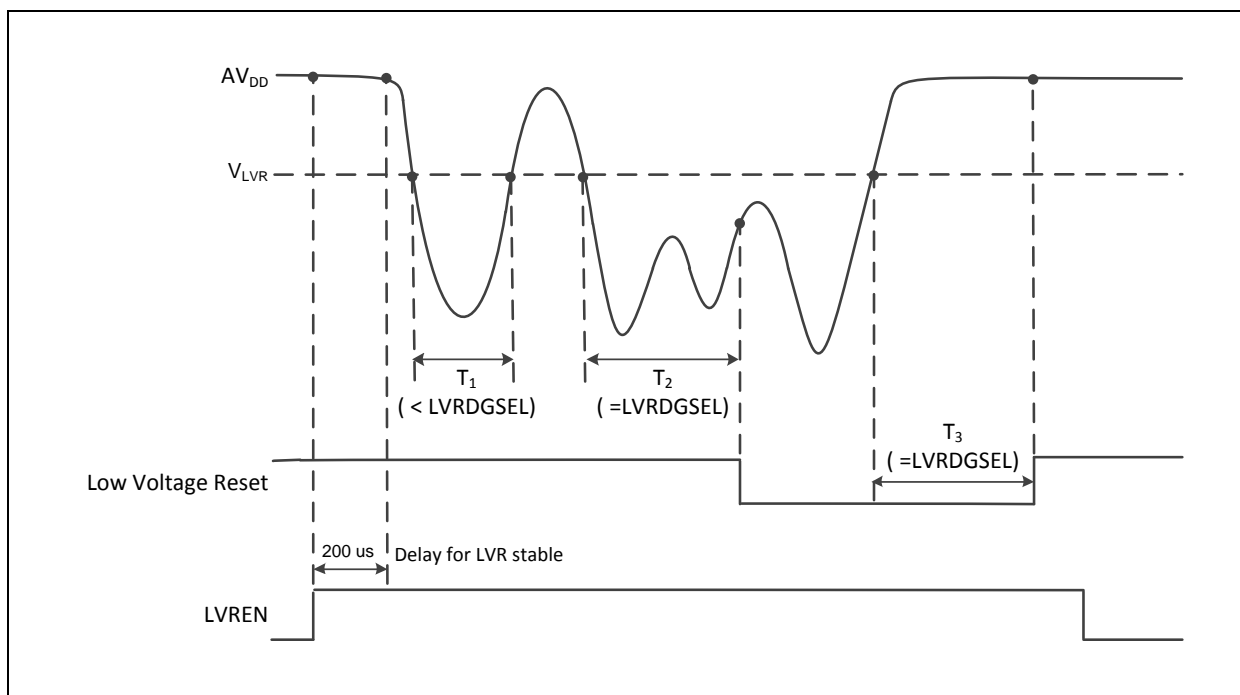 AVDD
VLVR
T1
( < LVRDGSEL)
T2
( =LVRDGSEL)
T3
( =LVRDGSEL)
Low Voltage Reset
200 us
Delay for LVR stable
LVREN